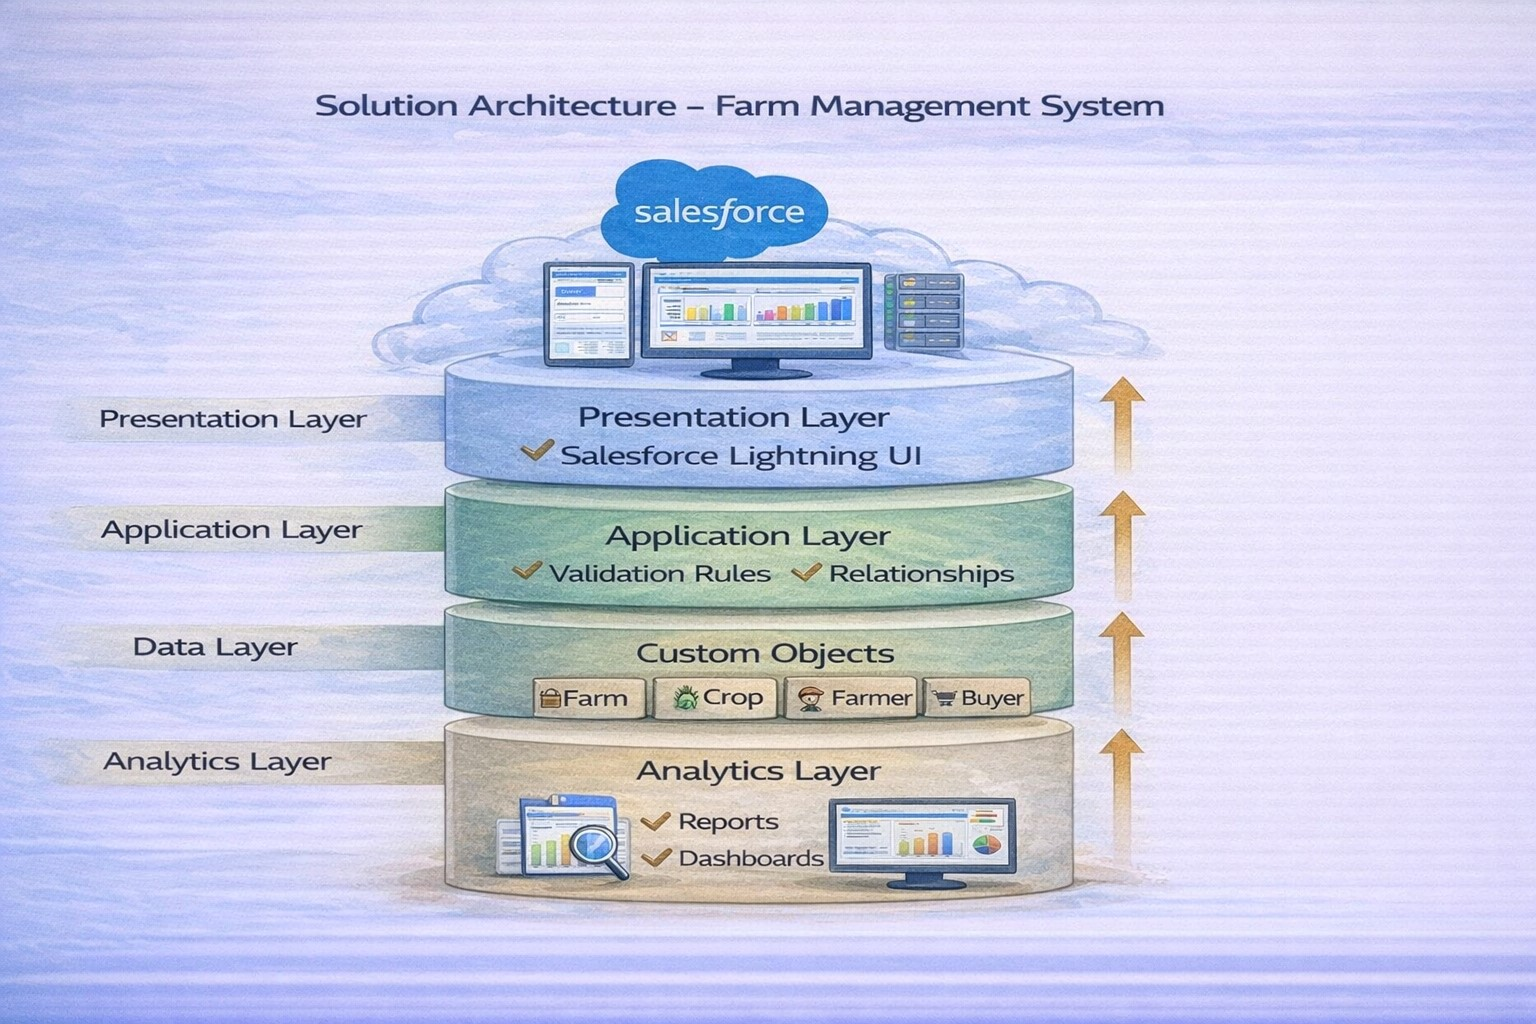 Solution Architecture – Farm Management System
salesforce
Presentation Layer
Presentation Layer
Salesforce Lightning UI
Application Layer
Application Layer
Validation Rules Relationships
Data Layer
Custom Objects
Farm Crop Farmer Buyer
Analytics Layer
Analytics Layer
Reports
Dashboards